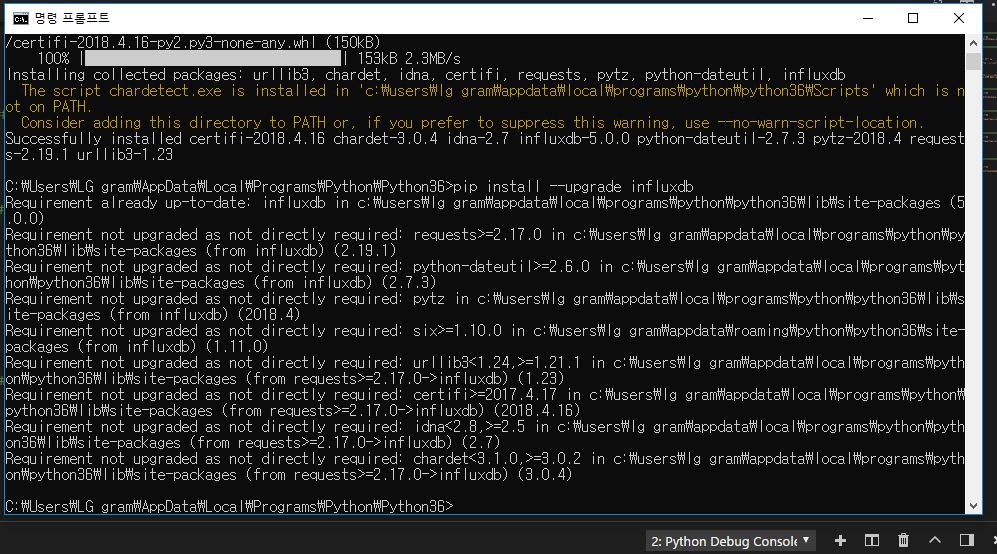 명령 프롬프트
/certifi-2018.4.16-py2.py3-none-any.whl (150kB)
    100% |████████████████████████████████| 153kB 2.3MB/s
Installing collected packages: urllib3, chardet, idna, certifi, requests, pytz, python-dateutil, influxdb
  The script chardetect.exe is installed in 'c:₩users₩lg gram₩appdata₩local₩programs₩python₩python36₩Scripts' which is n
ot on PATH.
  Consider adding this directory to PATH or, if you prefer to suppress this warning, use --no-warn-script-location.
Successfully installed certifi-2018.4.16 chardet-3.0.4 idna-2.7 influxdb-5.0.0 python-dateutil-2.7.3 pytz-2018.4 request
s-2.19.1 urllib3-1.23
C:₩Users₩LG gram₩AppData₩Local₩Programs₩Python₩Python36>pip install --upgrade influxdb
Requirement already up-to-date: influxdb in c:₩users₩lg gram₩appdata₩local₩programs₩python₩python36₩lib₩site-packages (5
.0.0)
Requirement not upgraded as not directly required: requests>=2.17.0 in c:₩users₩lg gram₩appdata₩local₩programs₩python₩py
thon36₩lib₩site-packages (from influxdb) (2.19.1)
Requirement not upgraded as not directly required: python-dateutil>=2.6.0 in c:₩users₩lg gram₩appdata₩local₩programs₩pyt
hon₩python36₩lib₩site-packages (from influxdb) (2.7.3)
Requirement not upgraded as not directly required: pytz in c:₩users₩lg gram₩appdata₩local₩programs₩python₩python36₩lib₩s
ite-packages (from influxdb) (2018.4)
Requirement not upgraded as not directly required: six>=1.10.0 in c:₩users₩lg gram₩appdata₩roaming₩python₩python36₩site-
packages (from influxdb) (1.11.0)
Requirement not upgraded as not directly required: urllib3<1.24,>=1.21.1 in c:₩users₩lg gram₩appdata₩local₩programs₩pyth
on₩python36₩lib₩site-packages (from requests>=2.17.0->influxdb) (1.23)
Requirement not upgraded as not directly required: certifi>=2017.4.17 in c:₩users₩lg gram₩appdata₩local₩programs₩python₩
python36₩lib₩site-packages (from requests>=2.17.0->influxdb) (2018.4.16)
Requirement not upgraded as not directly required: idna<2.8,>=2.5 in c:₩users₩lg gram₩appdata₩local₩programs₩python₩pyth
on36₩lib₩site-packages (from requests>=2.17.0->influxdb) (2.7)
Requirement not upgraded as not directly required: chardet<3.1.0,>=3.0.2 in c:₩users₩lg gram₩appdata₩local₩programs₩pyth
on₩python36₩lib₩site-packages (from requests>=2.17.0->influxdb) (3.0.4)
C:₩Users₩LG gram₩AppData₩Local₩Programs₩Python₩Python36>
2: Python Debug Console